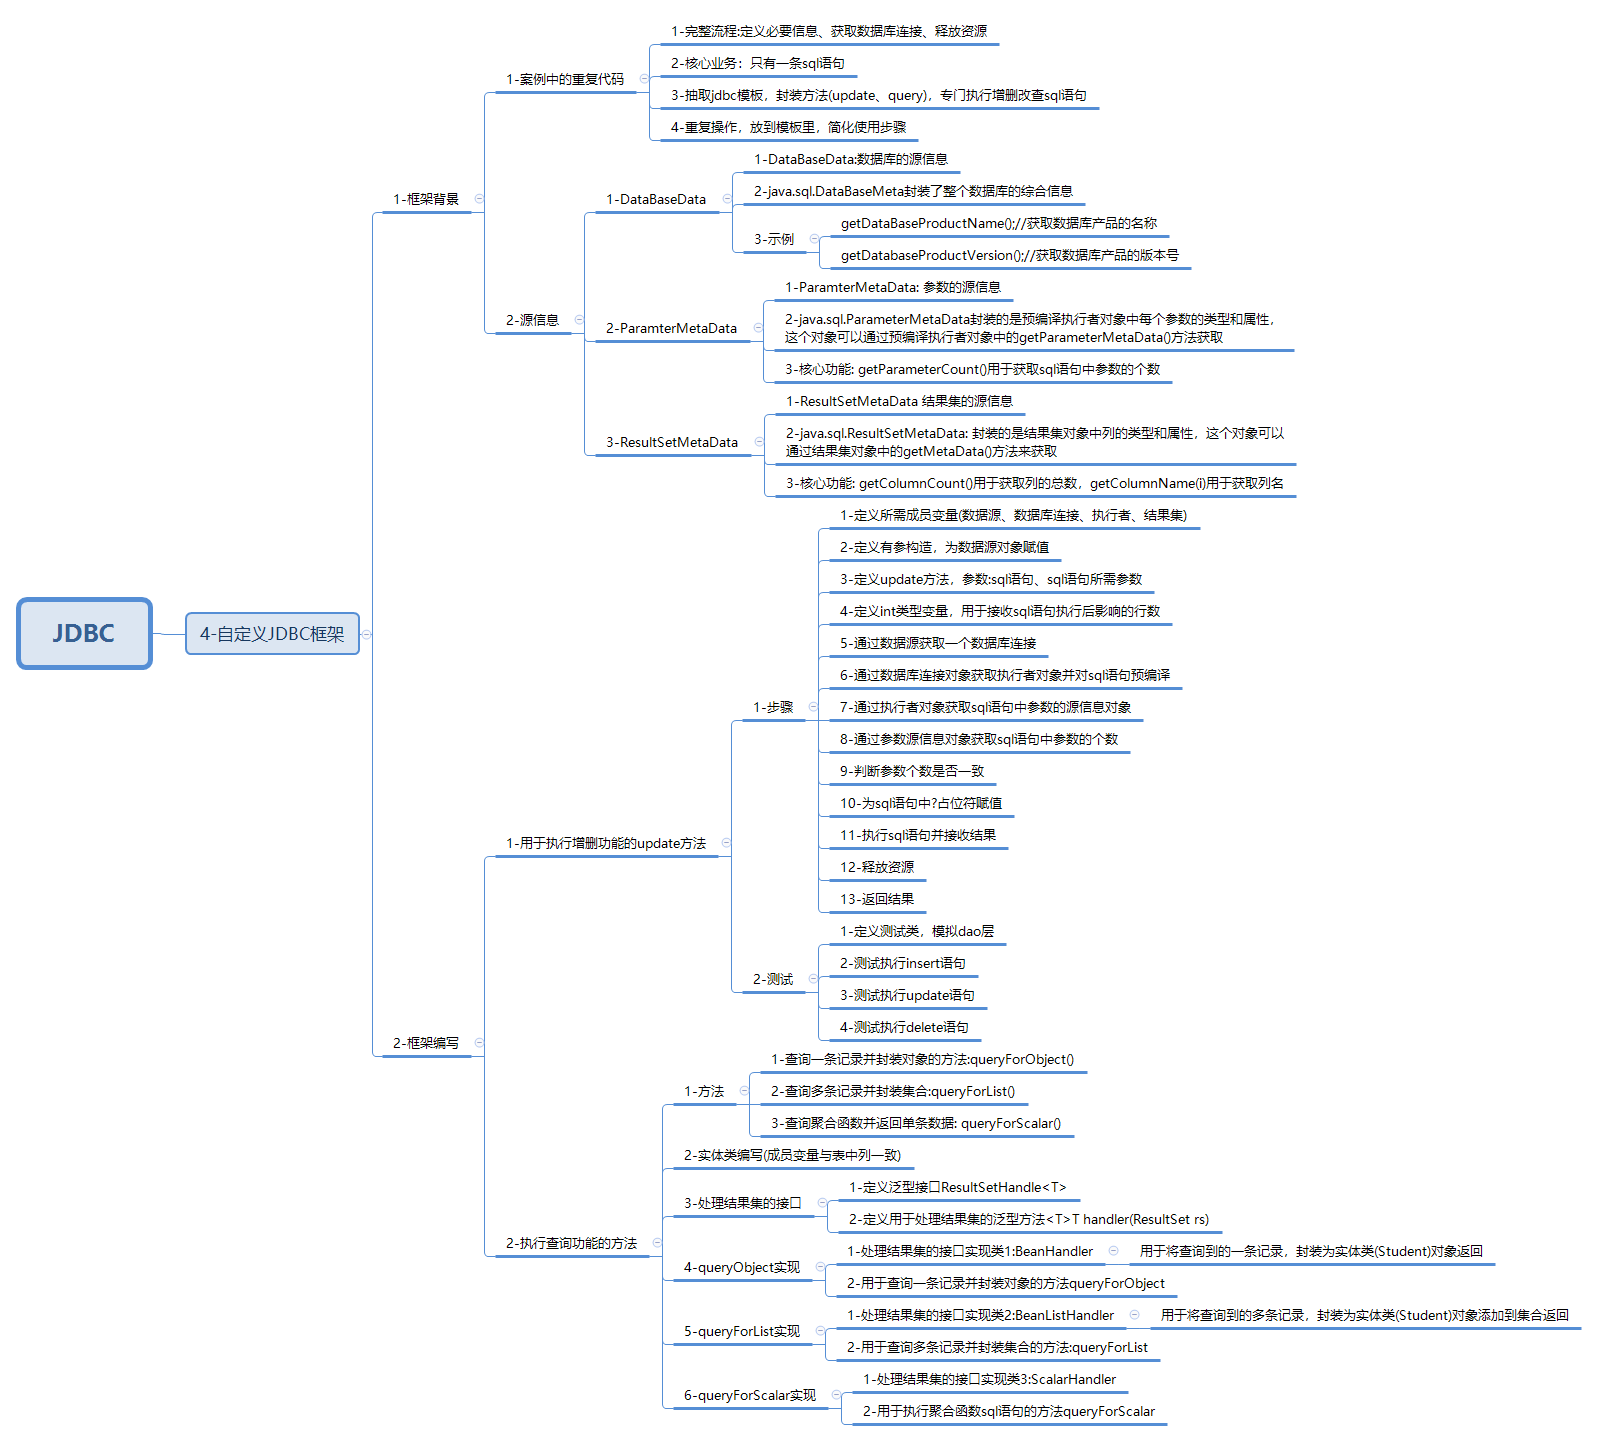 JDBC
4-自定义JDBC框架
1-框架背景
1-案例中的重复代码
1-完整流程:定义必要信息、获取数据库连接、释放资源
2-核心业务：只有一条sql语句
3-抽取jdbc模板，封装方法(update、query)，专门执行增删改查sql语句
4-重复操作，放到模板里，简化使用步骤
2-源信息
1-DataBaseData
1-DataBaseData:数据库的源信息
2-java.sql.DataBaseMeta封装了整个数据库的综合信息
3-示例
getDataBaseProductName();//获取数据库产品的名称
getDatabaseProductVersion();//获取数据库产品的版本号
2-ParamterMetaData
1-ParamterMetaData: 参数的源信息
2-java.sql.ParameterMetaData封装的是预编译执行者对象中每个参数的类型和属性，
这个对象可以通过预编译执行者对象中的getParameterMetaData()方法获取
3-核心功能: getParameterCount()用于获取sql语句中参数的个数
3-ResultSetMetaData
1-ResultSetMetaData 结果集的源信息
2-java.sql.ResultSetMetaData: 封装的是结果集对象中列的类型和属性，这个对象可以
通过结果集对象中的getMetaData()方法来获取
3-核心功能: getColumnCount()用于获取列的总数，getColumnName(i)用于获取列名
2-框架编写
1-用于执行增删功能的update方法
1-步骤
1-定义所需成员变量(数据源、数据库连接、执行者、结果集)
2-定义有参构造，为数据源对象赋值
3-定义update方法，参数:sql语句、sql语句所需参数
4-定义int类型变量，用于接收sql语句执行后影响的行数
5-通过数据源获取一个数据库连接
6-通过数据库连接对象获取执行者对象并对sql语句预编译
7-通过执行者对象获取sql语句中参数的源信息对象
8-通过参数源信息对象获取sql语句中参数的个数
9-判断参数个数是否一致
10-为sql语句中?占位符赋值
11-执行sql语句并接收结果
12-释放资源
13-返回结果
2-测试
1-定义测试类，模拟dao层
2-测试执行insert语句
3-测试执行update语句
4-测试执行delete语句
2-执行查询功能的方法
1-方法
1-查询一条记录并封装对象的方法:queryForObject()
2-查询多条记录并封装集合:queryForList()
3-查询聚合函数并返回单条数据: queryForScalar()
2-实体类编写(成员变量与表中列一致)
3-处理结果集的接口
1-定义泛型接口ResultSetHandle<T>
2-定义用于处理结果集的泛型方法<T>T handler(ResultSet rs)
4-queryObject实现
1-处理结果集的接口实现类1:BeanHandler
用于将查询到的一条记录，封装为实体类(Student)对象返回
2-用于查询一条记录并封装对象的方法queryForObject
5-queryForList实现
1-处理结果集的接口实现类2:BeanListHandler
用于将查询到的多条记录，封装为实体类(Student)对象添加到集合返回
2-用于查询多条记录并封装集合的方法:queryForList
6-queryForScalar实现
1-处理结果集的接口实现类3:ScalarHandler
2-用于执行聚合函数sql语句的方法queryForScalar